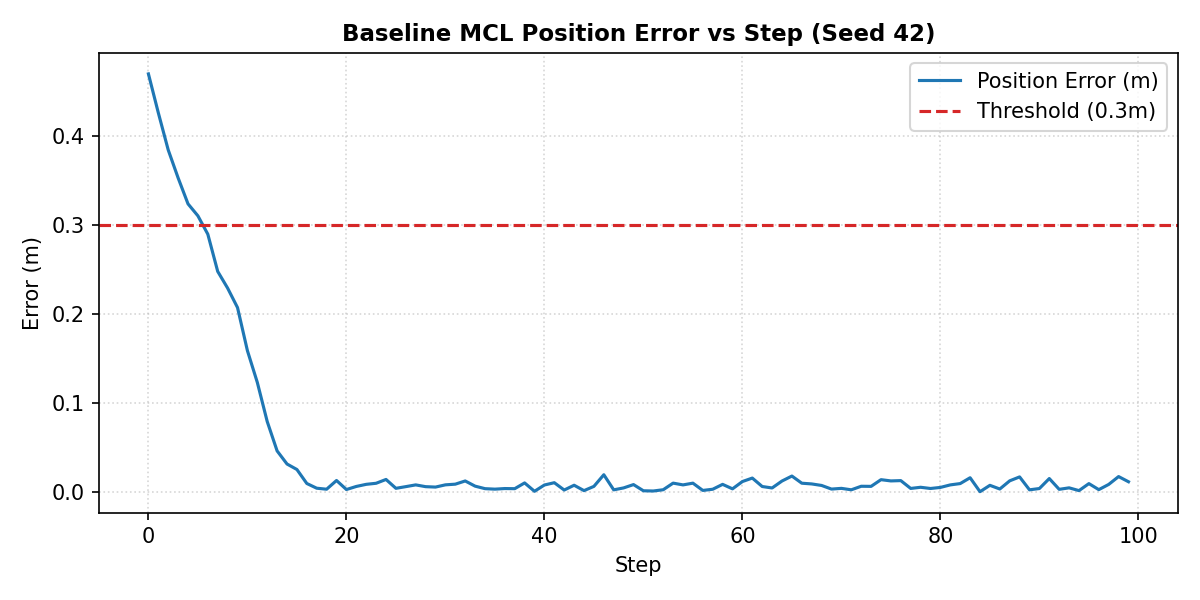 Baseline MCL Position Error vs Step (Seed 42)
Position Error (m)
Threshold (0.3m)
Error (m)
0.4
0.3
0.2
0.1
0.0
0 20 40 60 80 100
Step